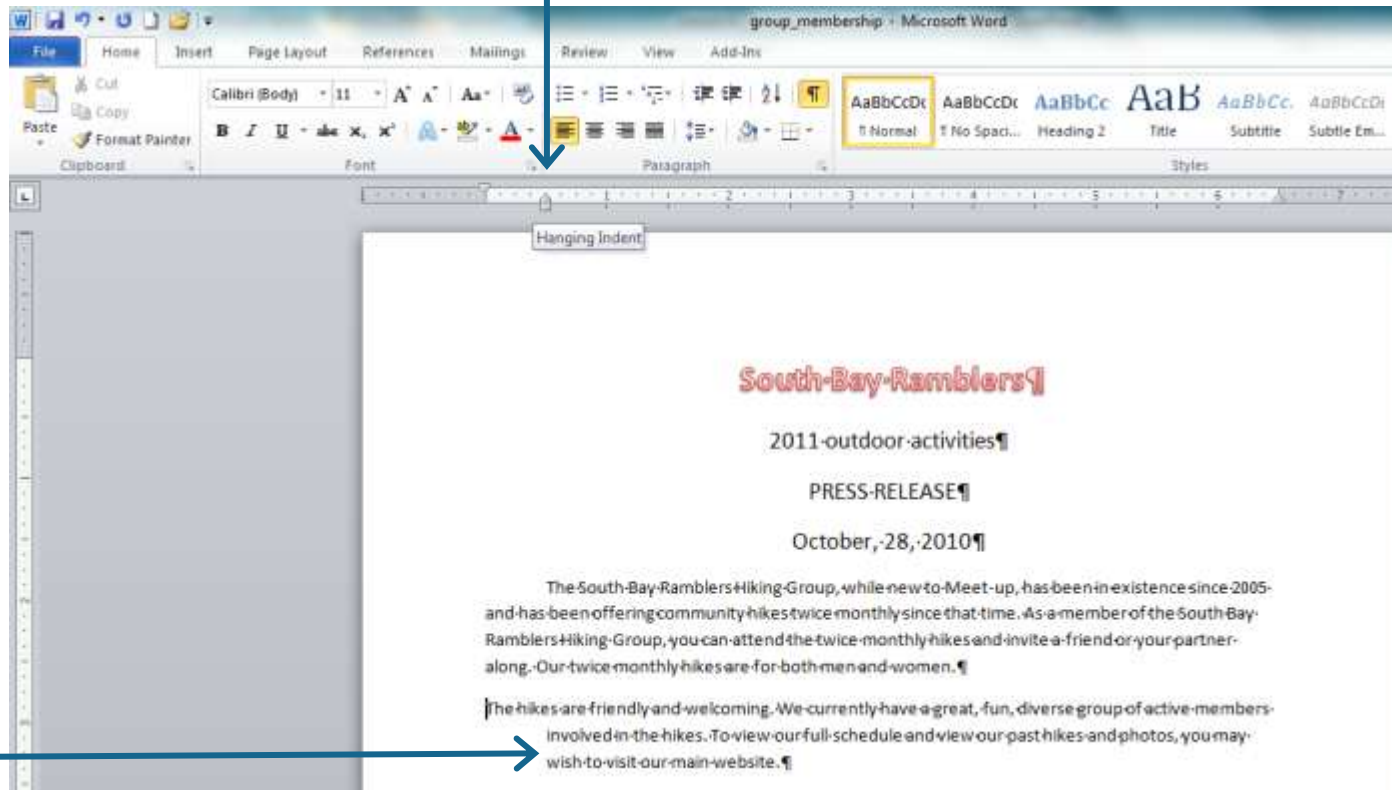 group_membership - Microsoft Word
File Home Insert Page Layout References Mailings Review View Add-Ins
Cut
Copy
Paste
Format Painter
Clipboard
Calibri (Body) 11
Font
Paragraph
AaBbCcDc AaBbCcDc AaBbCc AaB AaBbCc. AaBbCcDi
¶ Normal ¶ No Spaci... Heading 2 Title Subtitle Subtle Em...
Styles
1 2 3 4 5 6 7
Hanging Indent
South·Bay·Ramblers¶
2011·outdoor·activities¶
PRESS·RELEASE¶
October,·28,·2010¶
The·South·Bay·Ramblers·Hiking·Group,·while·new·to·Meet-up,·has·been·in·existence·since·2005·
and·has·been·offering·community·hikes·twice·monthly·since·that·time.·As·a·member·of·the·South·Bay·
Ramblers·Hiking·Group,·you·can·attend·the·twice·monthly·hikes·and·invite·a·friend·or·your·partner·
along.·Our·twice·monthly·hikes·are·for·both·men·and·women.¶
The·hikes·are·friendly·and·welcoming.·We·currently·have·a·great,·fun,·diverse·group·of·active·members·
involved·in·the·hikes.·To·view·our·full·schedule·and·view·our·past·hikes·and·photos,·you·may·
wish·to·visit·our·main·website.¶